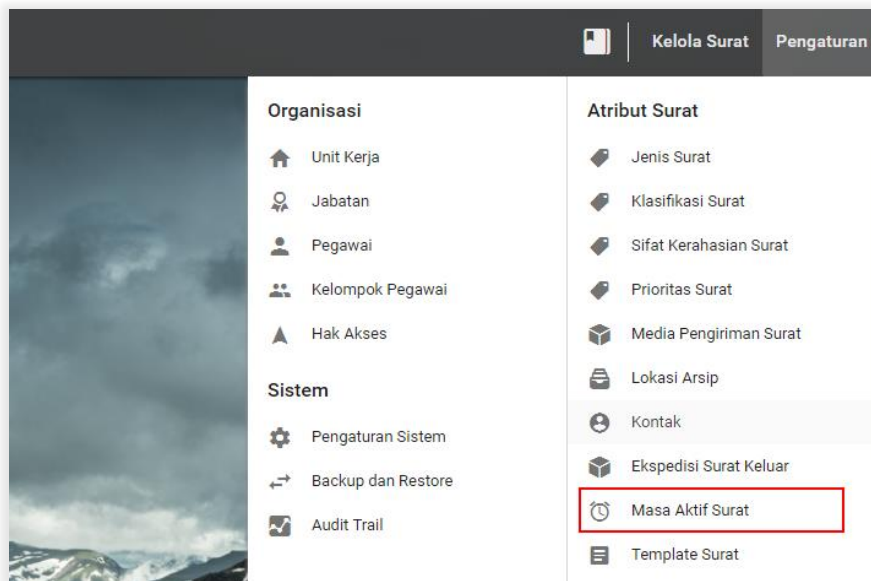 Kelola Surat
Pengaturan
Organisasi
Unit Kerja
Jabatan
Pegawai
Kelompok Pegawai
Hak Akses
Sistem
Pengaturan Sistem
Backup dan Restore
Audit Trail
Atribut Surat
Jenis Surat
Klasifikasi Surat
Sifat Kerahasian Surat
Prioritas Surat
Media Pengiriman Surat
Lokasi Arsip
Kontak
Ekspedisi Surat Keluar
Masa Aktif Surat
Template Surat